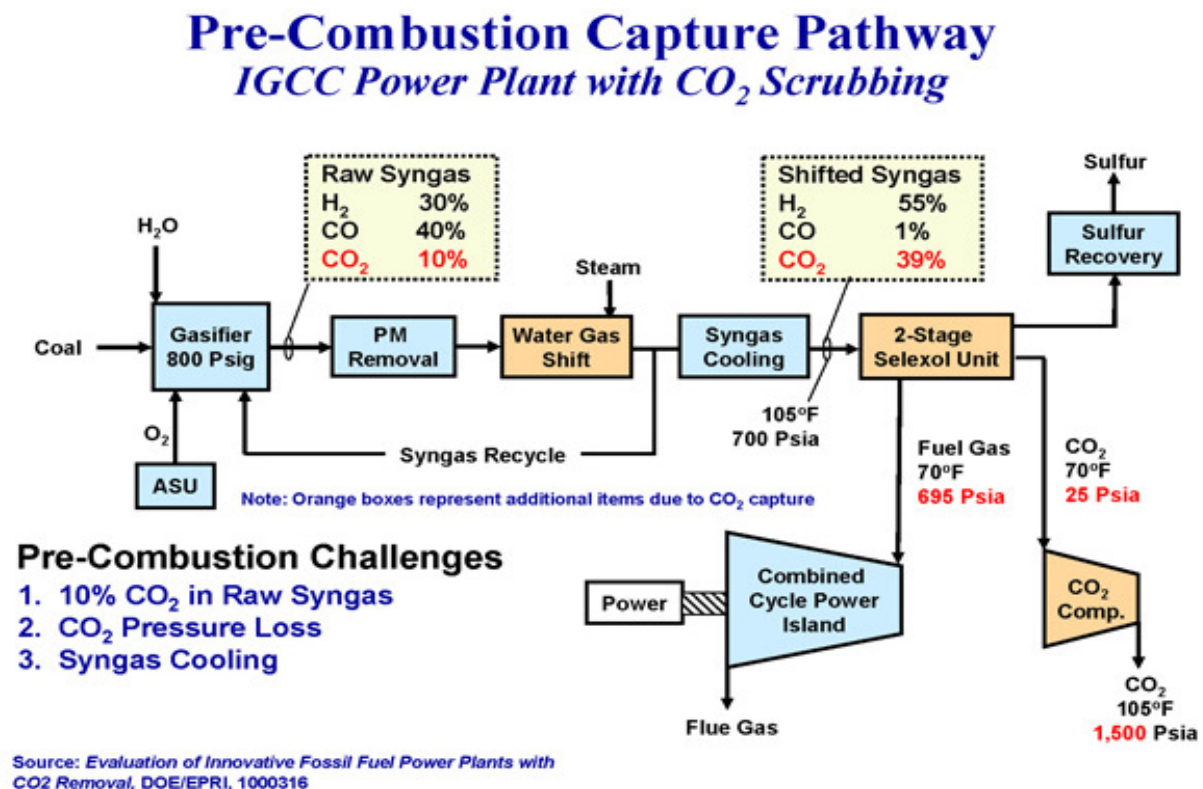 Pre-Combustion Capture Pathway
IGCC Power Plant with CO₂ Scrubbing
Raw Syngas
H₂ 30%
CO 40%
CO₂ 10%
Shifted Syngas
H₂ 55%
CO 1%
CO₂ 39%
Sulfur
Sulfur
Recovery
H₂O
Steam
Coal
Gasifier
800 Psig
PM
Removal
Water Gas
Shift
Syngas
Cooling
2-Stage
Selexol Unit
105°F
700 Psia
O₂
Syngas Recycle
ASU
Note: Orange boxes represent additional items due to CO₂ capture
Fuel Gas
70°F
695 Psia
CO₂
70°F
25 Psia
Pre-Combustion Challenges
1. 10% CO₂ in Raw Syngas
2. CO₂ Pressure Loss
3. Syngas Cooling
Power
Combined
Cycle Power
Island
CO₂
Comp.
Flue Gas
CO₂
105°F
1,500 Psia
Source: Evaluation of Innovative Fossil Fuel Power Plants with
CO2 Removal, DOE/EPRI, 1000316